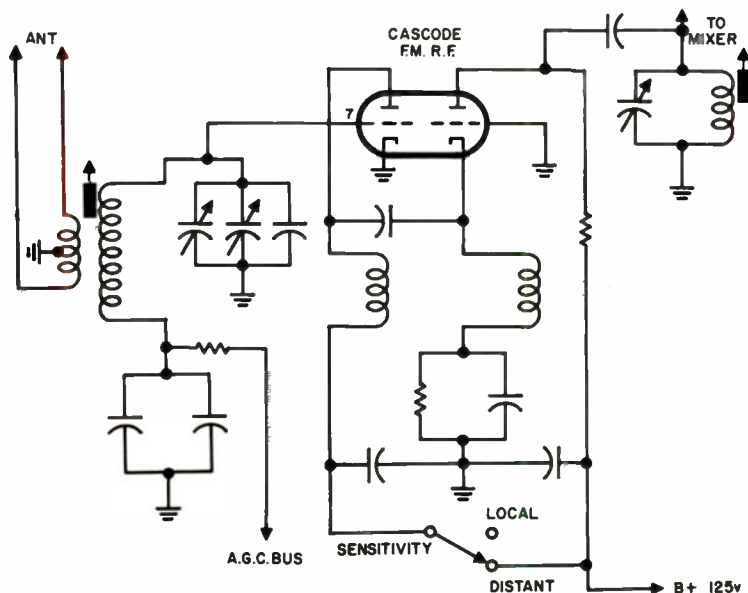 ANT
CASCODE
F.M. R.F.
TO
MIXER
7
LOCAL
SENSITIVITY
DISTANT
A.G.C. BUS
B+ 125v